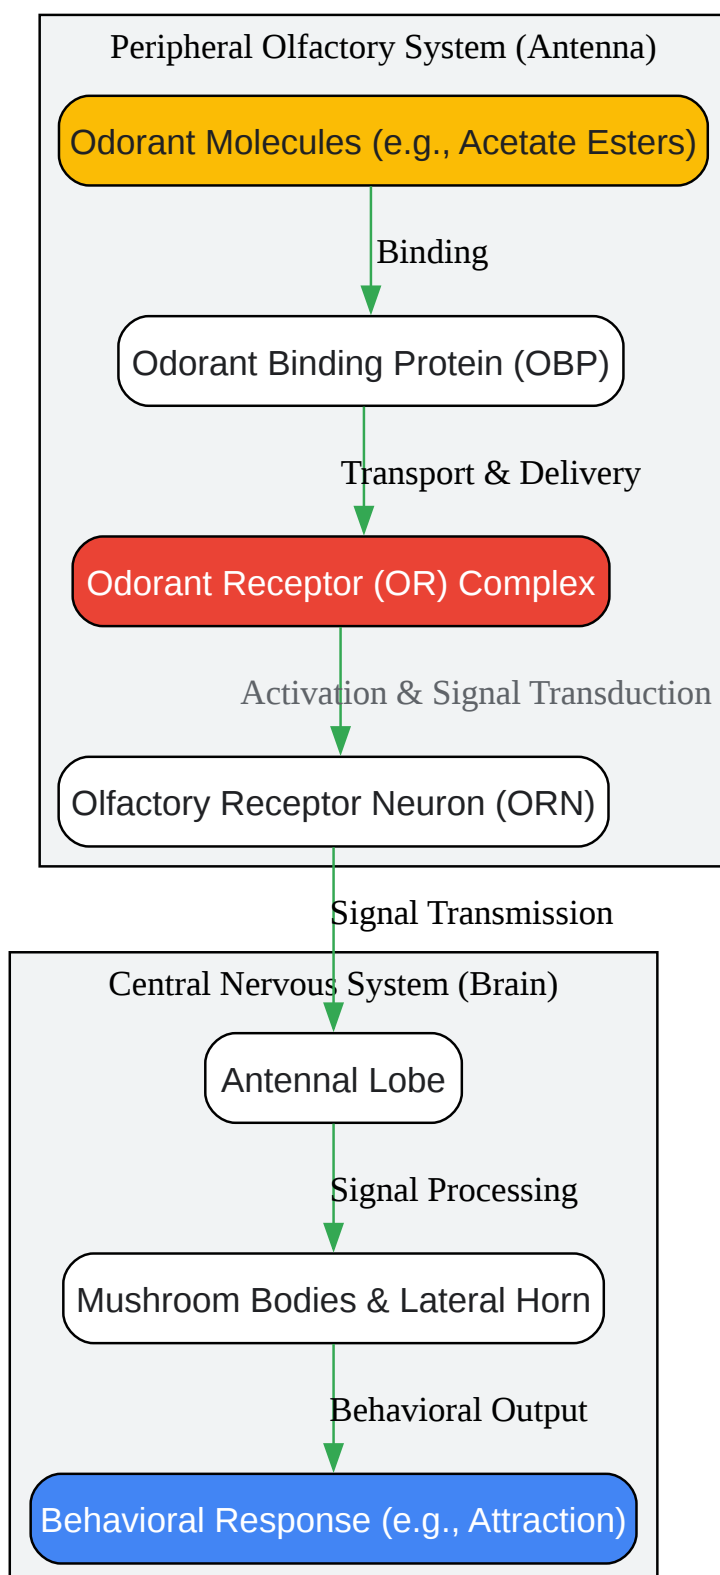 Peripheral Olfactory System (Antenna)
Odorant Molecules (e.g., Acetate Esters)
Binding
Odorant Binding Protein (OBP)
Transport & Delivery
Odorant Receptor (OR) Complex
Activation & Signal Transduction
Olfactory Receptor Neuron (ORN)
Signal Transmission
Central Nervous System (Brain)
Antennal Lobe
Signal Processing
Mushroom Bodies & Lateral Horn
Behavioral Output
Behavioral Response (e.g., Attraction)